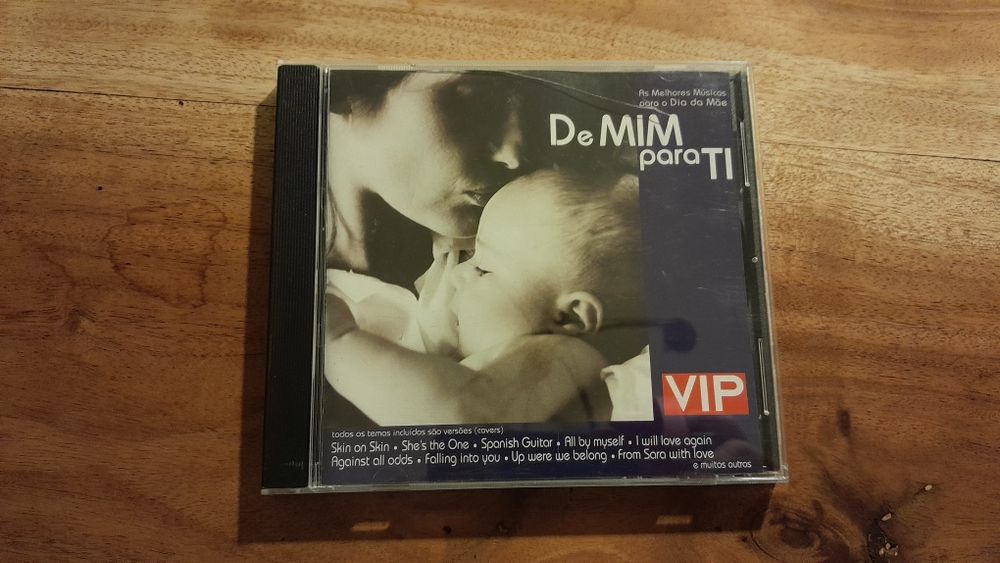 As Melhores Músicas
para o Dia da Mãe
De MIM
para TI
VIP
todos os temas incluídos são versões (covers)
Skin on Skin • She's the One • Spanish Guitar • All by myself • I will love again
Against all odds • Falling into you • Up were we belong • From Sara with love
e muitos outros